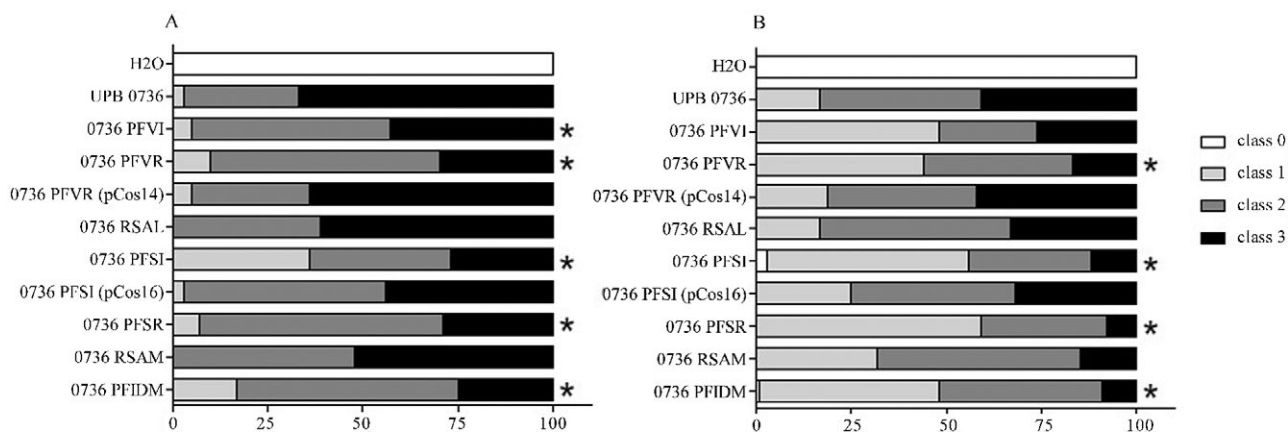 A
H2O
UPB 0736
0736 PFVI
*
0736 PFVR
*
0736 PFVR (pCos14)
0736 RSAL
0736 PFSI
*
0736 PFSI (pCos16)
0736 PFSR
*
0736 RSAM
0736 PFIDM
*
0 25 50 75 100
B
H2O
UPB 0736
0736 PFVI
0736 PFVR
*
0736 PFVR (pCos14)
0736 RSAL
0736 PFSI
*
0736 PFSI (pCos16)
0736 PFSR
*
0736 RSAM
0736 PFIDM
*
0 25 50 75 100
class 0
class 1
class 2
class 3